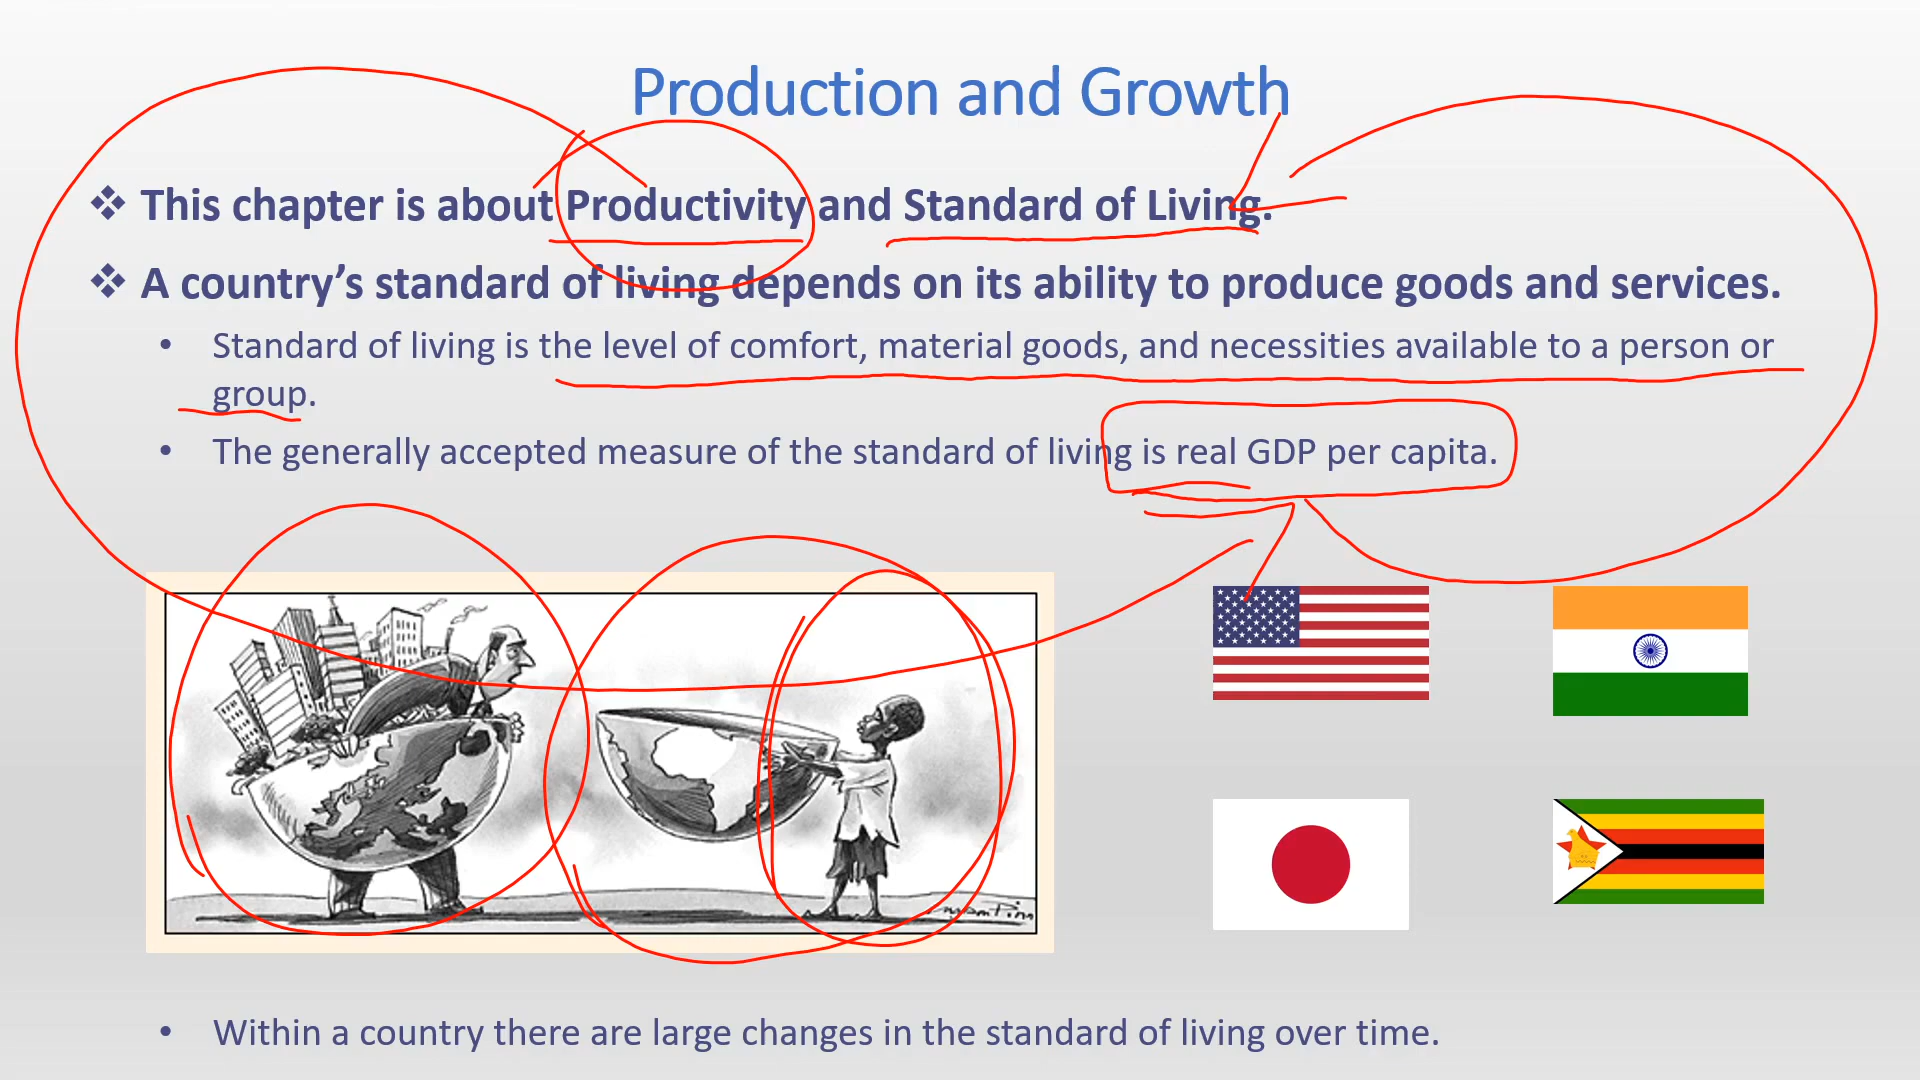 Production and Growth
❖ This chapter is about Productivity and Standard of Living.
❖ A country’s standard of living depends on its ability to produce goods and services.
• Standard of living is the level of comfort, material goods, and necessities available to a person or
group.
• The generally accepted measure of the standard of living is real GDP per capita.
• Within a country there are large changes in the standard of living over time.